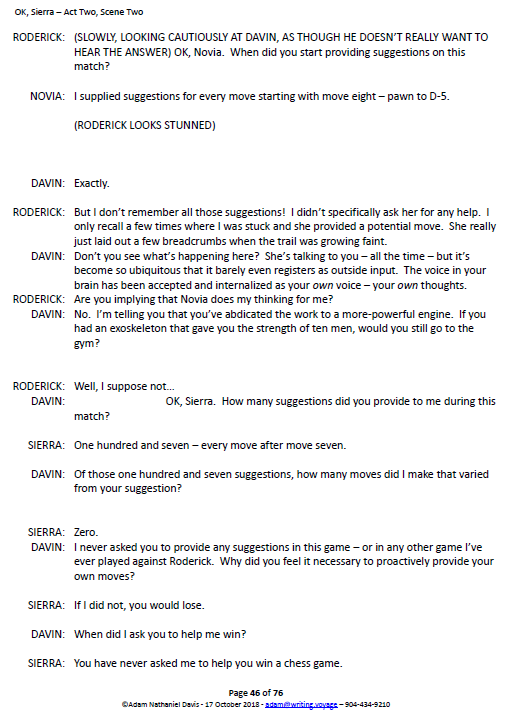 OK, Sierra – Act Two, Scene Two
RODERICK: (SLOWLY, LOOKING CAUTIOUSLY AT DAVIN, AS THOUGH HE DOESN'T REALLY WANT TO
HEAR THE ANSWER) OK, Novia. When did you start providing suggestions on this
match?
NOVIA: I supplied suggestions for every move starting with move eight – pawn to D-5.
(RODERICK LOOKS STUNNED)
DAVIN: Exactly.
RODERICK: But I don't remember all those suggestions! I didn't specifically ask her for any help. I
only recall a few times where I was stuck and she provided a potential move. She really
just laid out a few breadcrumbs when the trail was growing faint.
DAVIN: Don't you see what's happening here? She's talking to you – all the time – but it's
become so ubiquitous that it barely even registers as outside input. The voice in your
brain has been accepted and internalized as your own voice – your own thoughts.
RODERICK: Are you implying that Novia does my thinking for me?
DAVIN: No. I'm telling you that you've abdicated the work to a more-powerful engine. If you
had an exoskeleton that gave you the strength of ten men, would you still go to the
gym?
RODERICK: Well, I suppose not...
DAVIN: OK, Sierra. How many suggestions did you provide to me during this
match?
SIERRA: One hundred and seven – every move after move seven.
DAVIN: Of those one hundred and seven suggestions, how many moves did I make that varied
from your suggestion?
SIERRA: Zero.
DAVIN: I never asked you to provide any suggestions in this game – or in any other game I've
ever played against Roderick. Why did you feel it necessary to proactively provide your
own moves?
SIERRA: If I did not, you would lose.
DAVIN: When did I ask you to help me win?
SIERRA: You have never asked me to help you win a chess game.
Page 46 of 76
©Adam Nathaniel Davis - 17 October 2018 - adam@writing.voyage – 904-434-9210